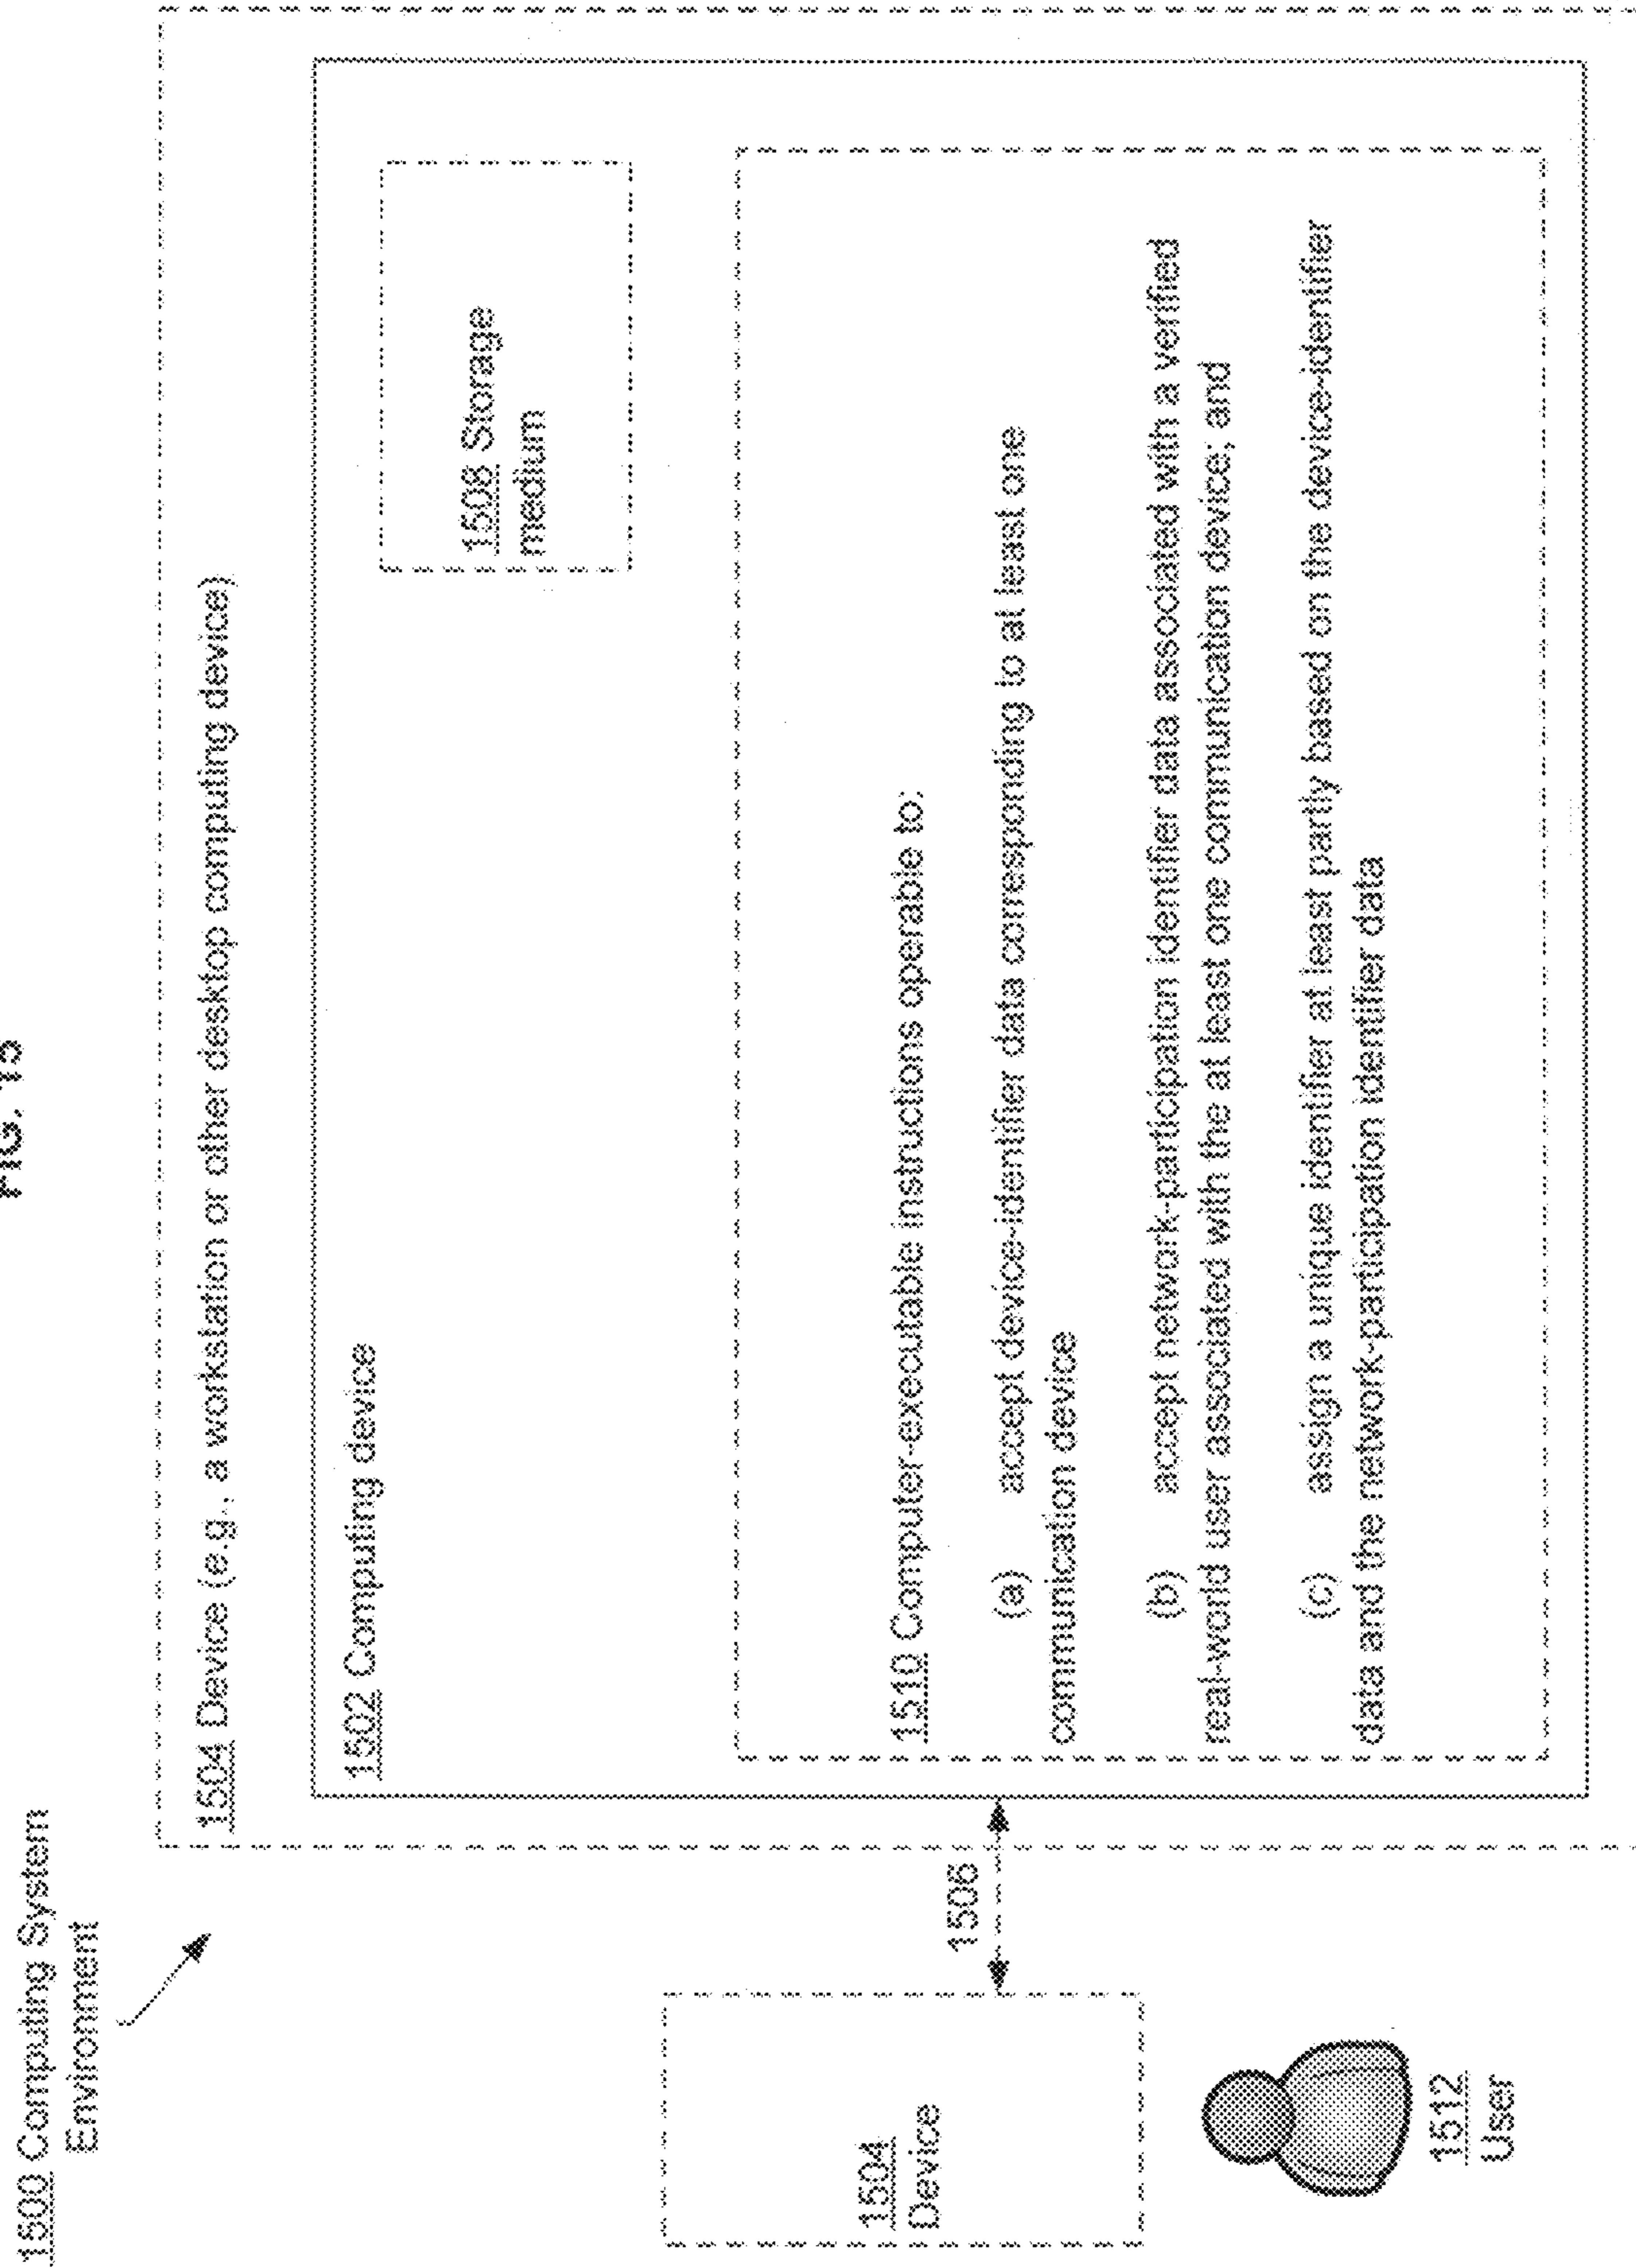 FIG. 15
1500 Computing System
Environment
1504 Device (e.g., a workstation or other desktop computing device)
1502 Computing device
1508 Storage
medium
1510 Computer-executable instructions operable to:
(a) accept device-identifier data corresponding to at least one
communication device
(b) accept network-participation identifier data associated with a verified
real-world user associated with the at least one communication device; and
(c) assign a unique identifier at least partly based on the device-identifier
data and the network-participation identifier data
1506
1504
Device
1512
User